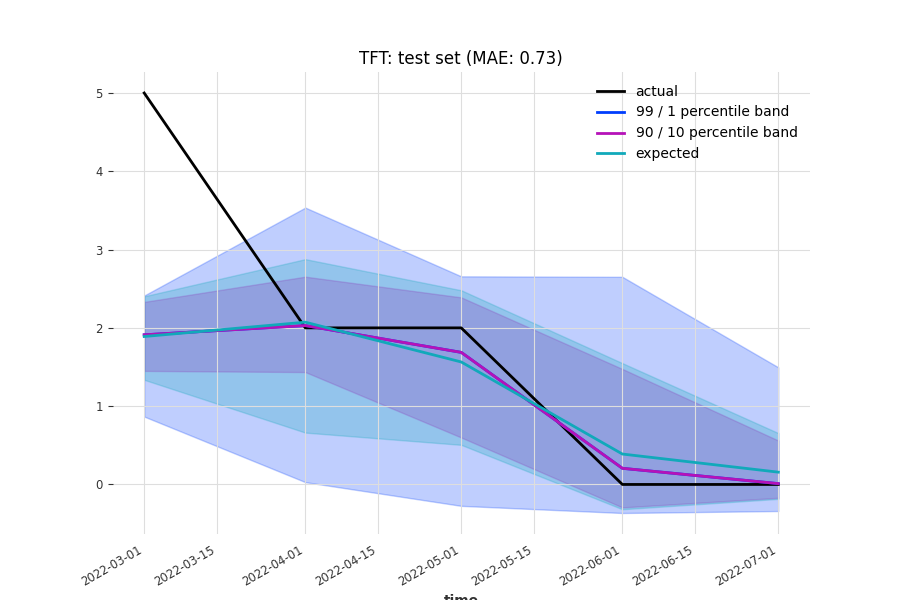 TFT: test set (MAE: 0.73)
actual
99 / 1 percentile band
90 / 10 percentile band
expected
5
4
3
2
1
0
2022-03-01
2022-03-15
2022-04-01
2022-04-15
2022-05-01
2022-05-15
2022-06-01
2022-06-15
2022-07-01
time